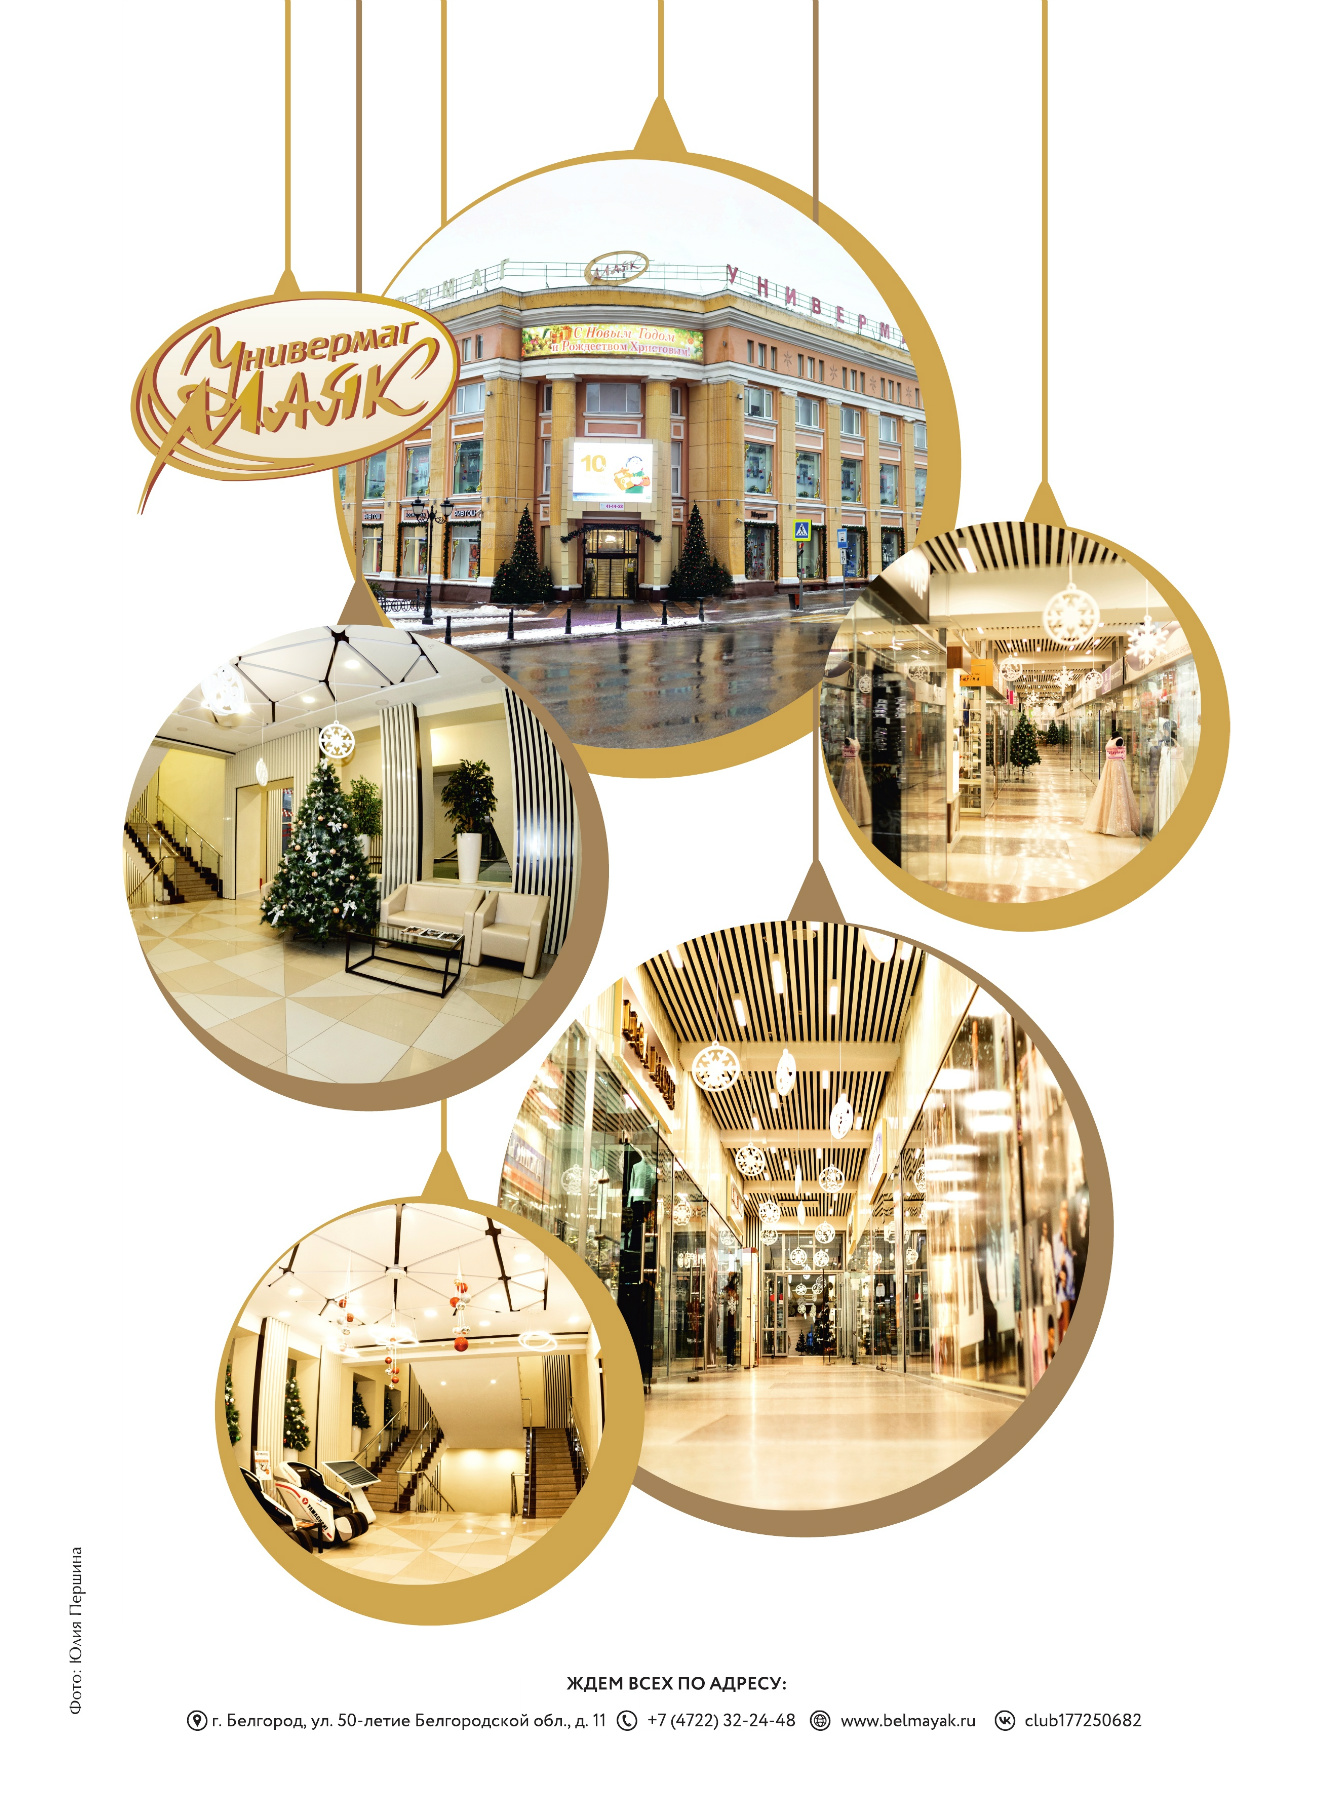 Универмаг
МАЯК
МАЯК
УНИВЕРМ
С Новым Годом
и Рождеством Христовым!
10
Фото: Юлия Першина
ЖДЕМ ВСЕХ ПО АДРЕСУ:
г. Белгород, ул. 50-летие Белгородской обл., д. 11 +7 (4722) 32-24-48 www.belmayak.ru club177250682